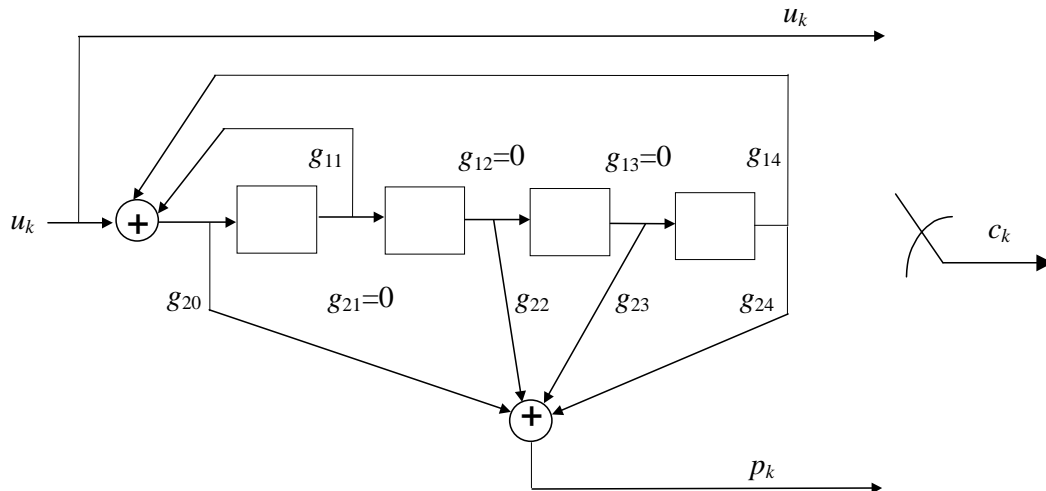 u_k
g_11
g_12=0
g_13=0
g_14
u_k
+
c_k
g_20
g_21=0
g_22
g_23
g_24
+
p_k